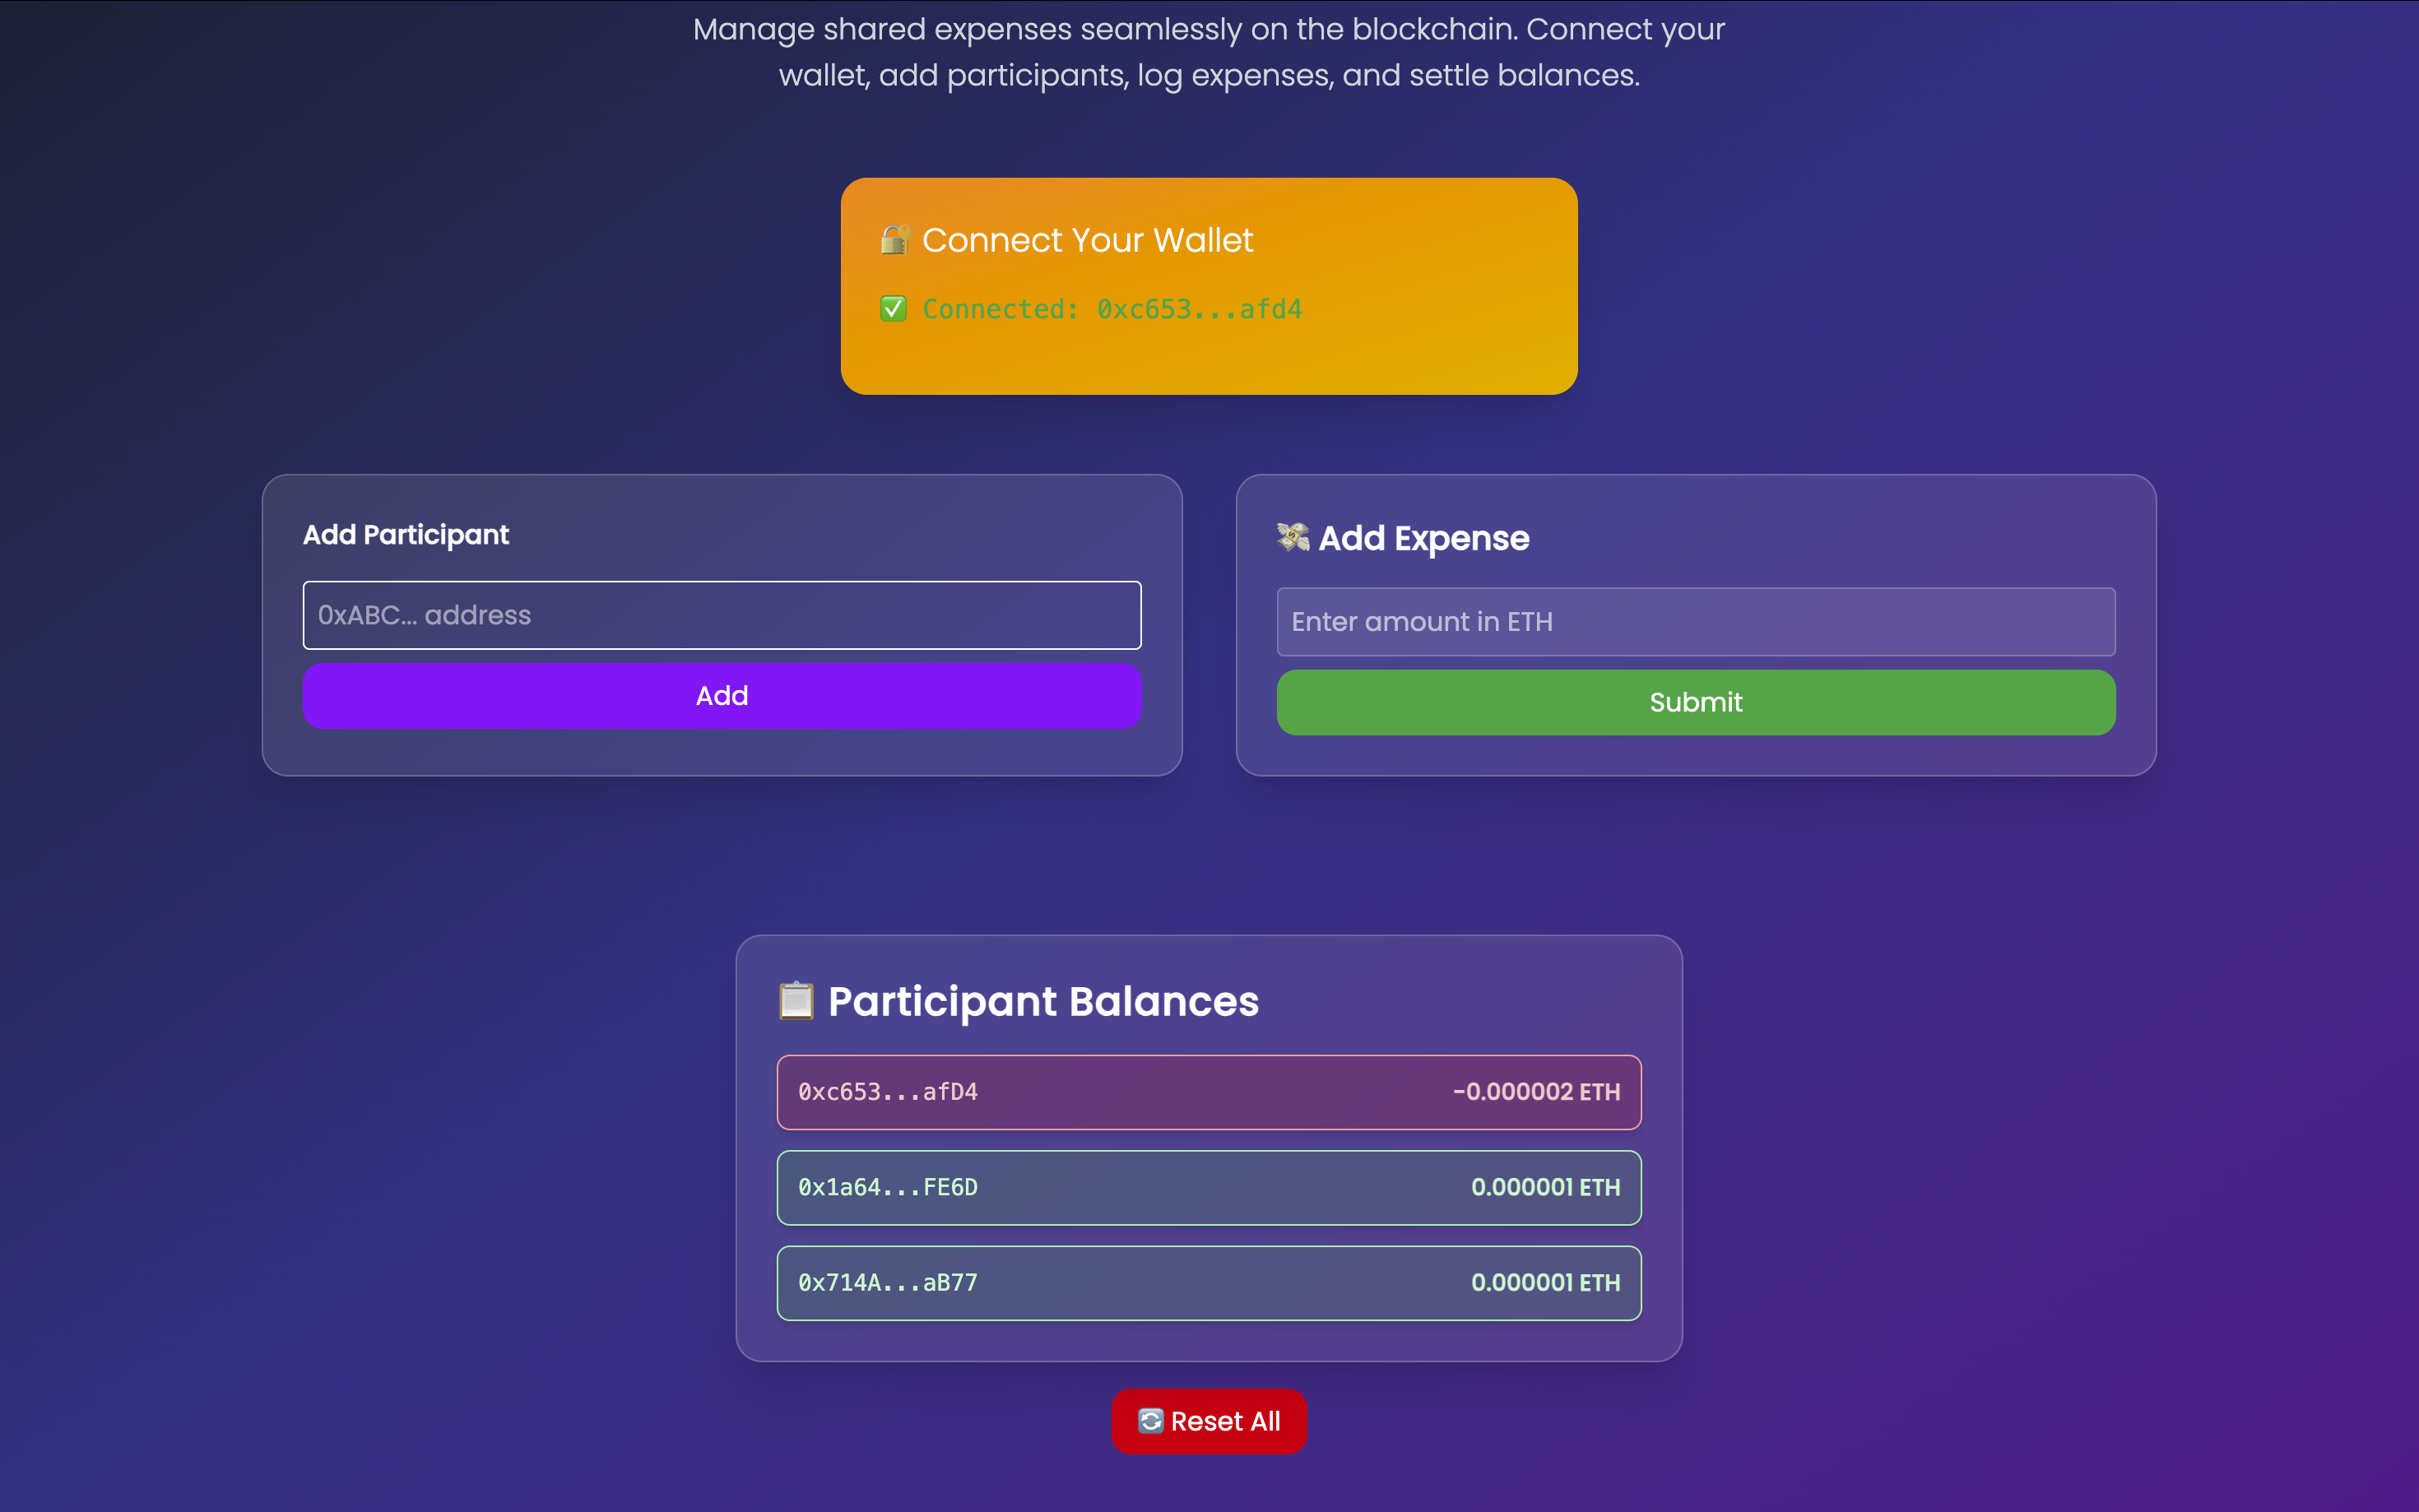 Manage shared expenses seamlessly on the blockchain. Connect your
wallet, add participants, log expenses, and settle balances.
🔐 Connect Your Wallet
✅ Connected: 0xc653...afd4
Add Participant
0xABC... address
Add
💸 Add Expense
Enter amount in ETH
Submit
📋 Participant Balances
0xc653...afD4 -0.000002 ETH
0x1a64...FE6D 0.000001 ETH
0x714A...aB77 0.000001 ETH
🔄 Reset All